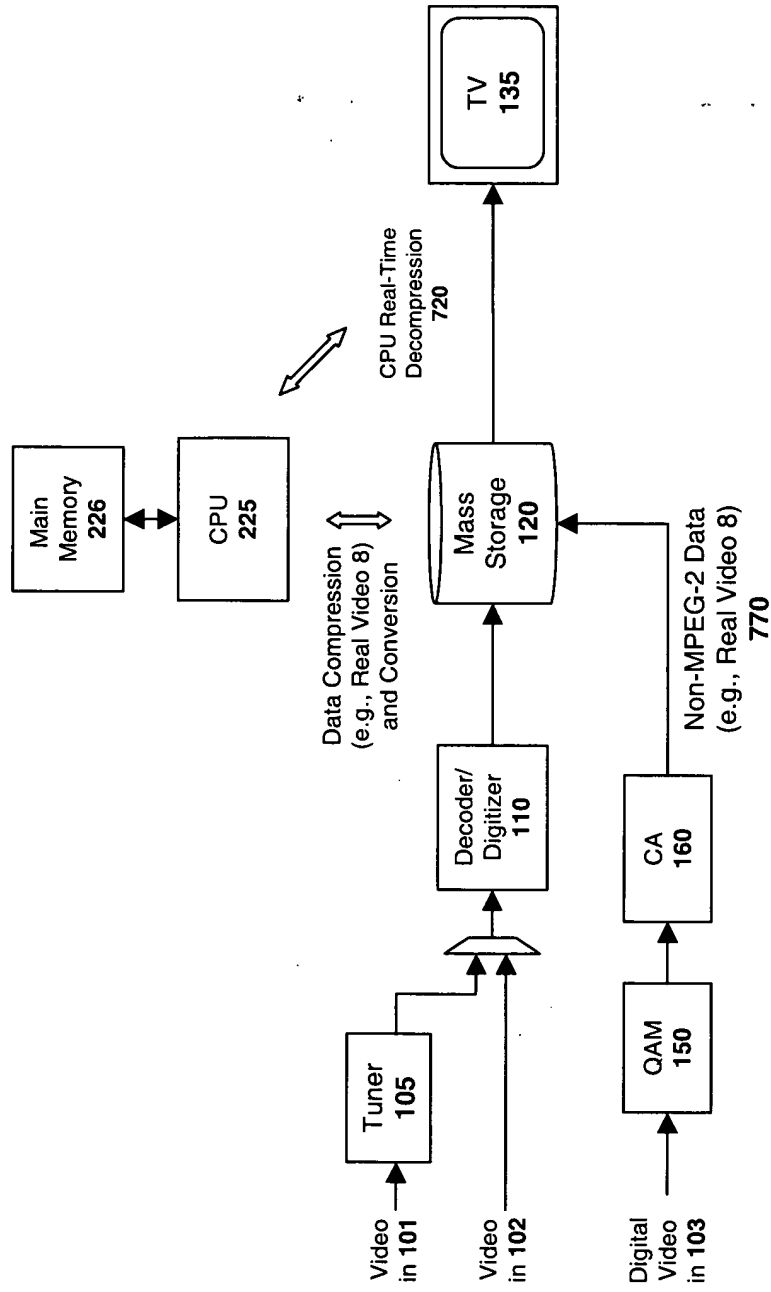 Main
Memory
226
CPU
225
Data Compression
(e.g., Real Video 8)
and Conversion
CPU Real-Time
Decompression
720
Video
in 101
Tuner
105
Video
in 102
Decoder/
Digitizer
110
Mass
Storage
120
TV
135
Digital
Video
in 103
QAM
150
CA
160
Non-MPEG-2 Data
(e.g., Real Video 8)
770